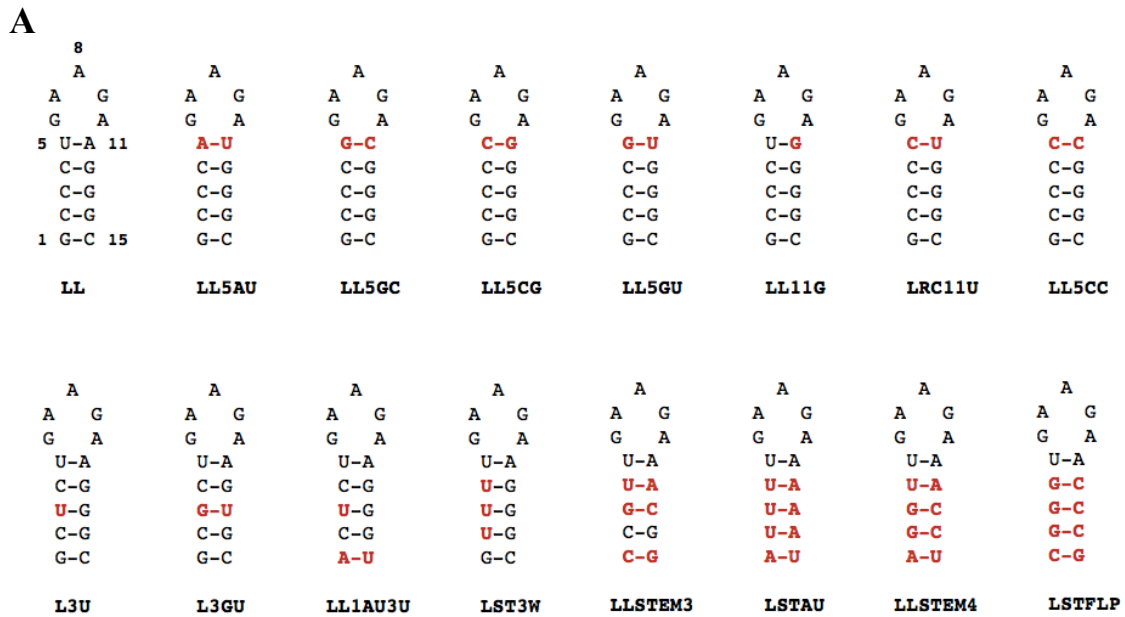 A
8
A A A A A A A A
A G A G A G A G A G A G A G A G
G A G A G A G A G A G A G A G A
5 U-A 11 A-U G-C C-G G-U U-G C-U C-C
C-G C-G C-G C-G C-G C-G C-G C-G
C-G C-G C-G C-G C-G C-G C-G C-G
C-G C-G C-G C-G C-G C-G C-G C-G
1 G-C 15 G-C G-C G-C G-C G-C G-C G-C
LL LL5AU LL5GC LL5CG LL5GU LL11G LRC11U LL5CC
A A A A A A A A
A G A G A G A G A G A G A G A G
G A G A G A G A G A G A G A G A
U-A U-A U-A U-A U-A U-A U-A U-A
C-G C-G C-G U-G U-A U-A U-A G-C
U-G G-U U-G U-G G-C U-A G-C G-C
C-G C-G C-G U-G C-G U-A G-C G-C
G-C G-C A-U G-C C-G A-U A-U C-G
L3U L3GU LL1AU3U LST3W LLSTEM3 LSTAU LLSTEM4 LSTFLP